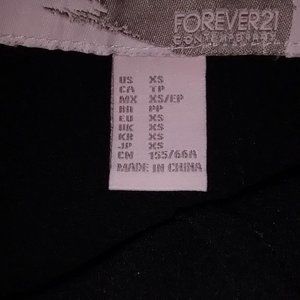 FOREVER21
CONTEMPORARY
US XS
CA TP
MX XS/EP
BR PP
EU XS
UK XS
KR XS
JP XS
CN 155/66A
MADE IN CHINA